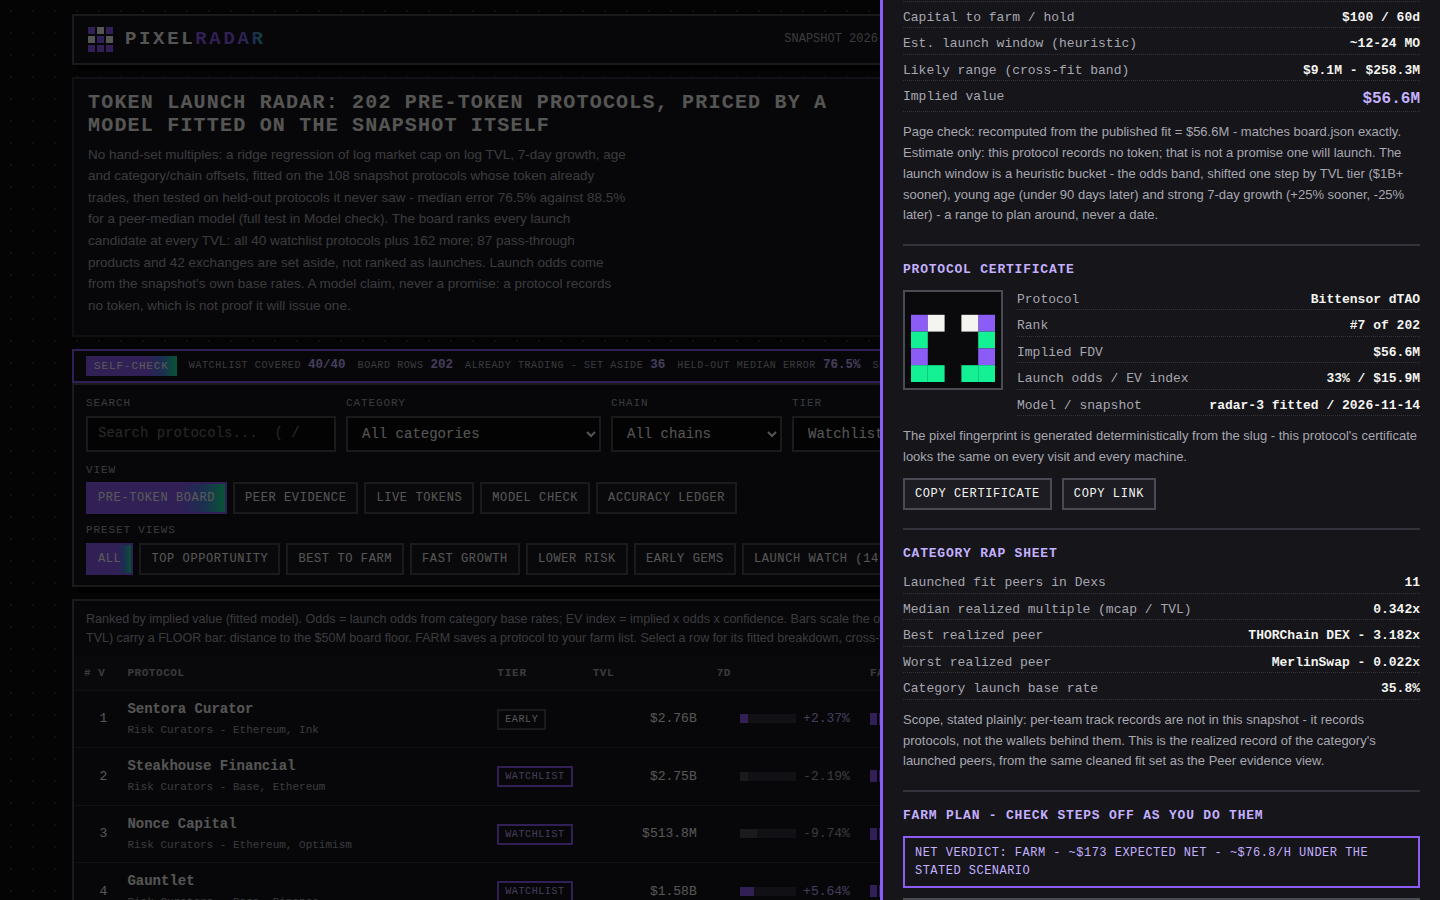 PIXELRADAR
SNAPSHOT 2026
TOKEN LAUNCH RADAR: 202 PRE-TOKEN PROTOCOLS, PRICED BY A
MODEL FITTED ON THE SNAPSHOT ITSELF
No hand-set multiples: a ridge regression of log market cap on log TVL, 7-day growth, age
and category/chain offsets, fitted on the 108 snapshot protocols whose token already
trades, then tested on held-out protocols it never saw - median error 76.5% against 88.5%
for a peer-median model (full test in Model check). The board ranks every launch
candidate at every TVL: all 40 watchlist protocols plus 162 more; 87 pass-through
products and 42 exchanges are set aside, not ranked as launches. Launch odds come
from the snapshot's own base rates. A model claim, never a promise: a protocol records
no token, which is not proof it will issue one.
SELF-CHECK WATCHLIST COVERED 40/40 BOARD ROWS 202 ALREADY TRADING - SET ASIDE 36 HELD-OUT MEDIAN ERROR 76.5% S
SEARCH CATEGORY CHAIN TIER
Search protocols... ( / All categories All chains Watchlist
VIEW
PRE-TOKEN BOARD PEER EVIDENCE LIVE TOKENS MODEL CHECK ACCURACY LEDGER
PRESET VIEWS
ALL TOP OPPORTUNITY BEST TO FARM FAST GROWTH LOWER RISK EARLY GEMS LAUNCH WATCH (14
Ranked by implied value (fitted model). Odds = launch odds from category base rates; EV index = implied x odds x confidence. Bars scale the o
TVL) carry a FLOOR bar: distance to the $50M board floor. FARM saves a protocol to your farm list. Select a row for its fitted breakdown, cross-
# V PROTOCOL TIER TVL 7D FA
1 Sentora Curator EARLY $2.76B +2.37%
Risk Curators - Ethereum, Ink
2 Steakhouse Financial WATCHLIST $2.75B -2.19%
Risk Curators - Base, Ethereum
3 Nonce Capital WATCHLIST $513.8M -9.74%
Risk Curators - Ethereum, Optimism
4 Gauntlet WATCHLIST $1.58B +5.64%
Capital to farm / hold $100 / 60d
Est. launch window (heuristic) ~12-24 MO
Likely range (cross-fit band) $9.1M - $258.3M
Implied value $56.6M
Page check: recomputed from the published fit = $56.6M - matches board.json exactly.
Estimate only: this protocol records no token; that is not a promise one will launch. The
launch window is a heuristic bucket - the odds band, shifted one step by TVL tier ($1B+
sooner), young age (under 90 days later) and strong 7-day growth (+25% sooner, -25%
later) - a range to plan around, never a date.
PROTOCOL CERTIFICATE
Protocol Bittensor dTAO
Rank #7 of 202
Implied FDV $56.6M
Launch odds / EV index 33% / $15.9M
Model / snapshot radar-3 fitted / 2026-11-14
The pixel fingerprint is generated deterministically from the slug - this protocol's certificate
looks the same on every visit and every machine.
COPY CERTIFICATE COPY LINK
CATEGORY RAP SHEET
Launched fit peers in Dexs 11
Median realized multiple (mcap / TVL) 0.342x
Best realized peer THORChain DEX - 3.182x
Worst realized peer MerlinSwap - 0.022x
Category launch base rate 35.8%
Scope, stated plainly: per-team track records are not in this snapshot - it records
protocols, not the wallets behind them. This is the realized record of the category's
launched peers, from the same cleaned fit set as the Peer evidence view.
FARM PLAN - CHECK STEPS OFF AS YOU DO THEM
NET VERDICT: FARM - ~$173 EXPECTED NET - ~$76.8/H UNDER THE
STATED SCENARIO